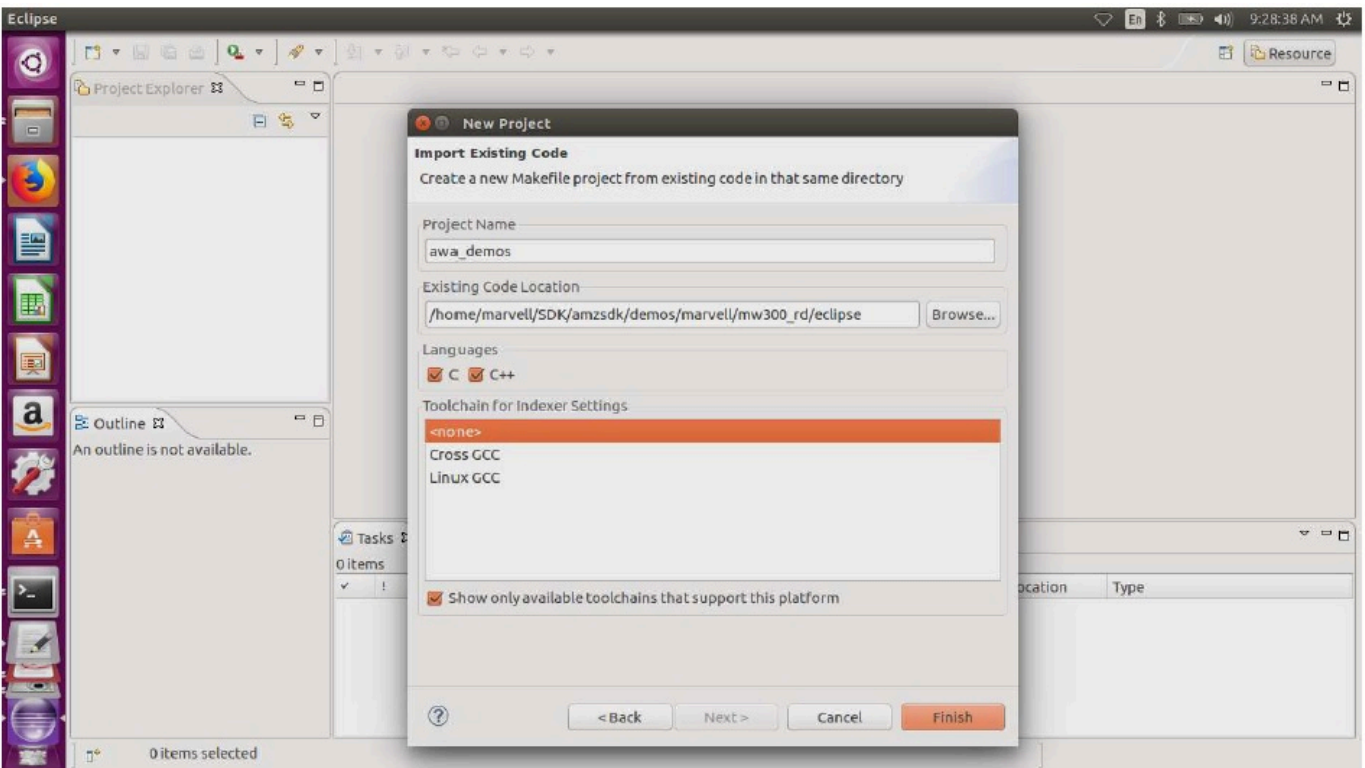 Eclipse
En
9:28:38 AM
Resource
Project Explorer
New Project
Import Existing Code
Create a new Makefile project from existing code in that same directory
Project Name
awa_demos
Existing Code Location
/home/marvell/SDK/amzsdk/demos/marvell/mw300_rd/eclipse
Browse...
Languages
C
C++
Toolchain for Indexer Settings
<none>
Cross GCC
Linux GCC
Outline
An outline is not available.
Tasks
0 items
!
ocation
Type
Show only available toolchains that support this platform
< Back
Next >
Cancel
Finish
0 items selected